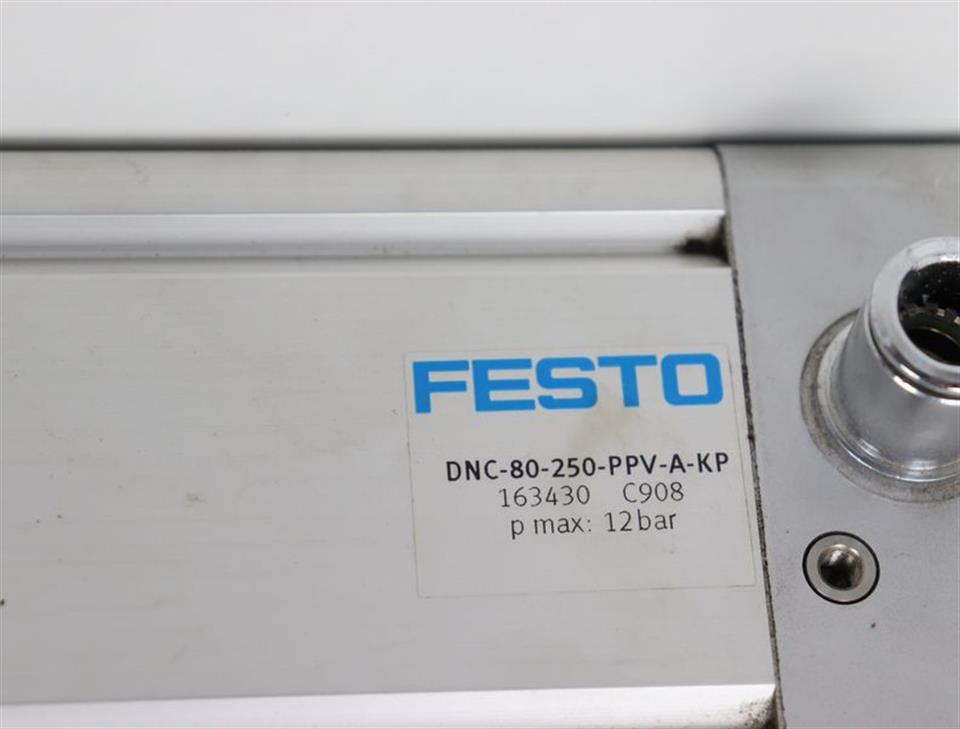 FESTO
DNC-80-250-PPV-A-KP
163430 C908
p max: 12bar